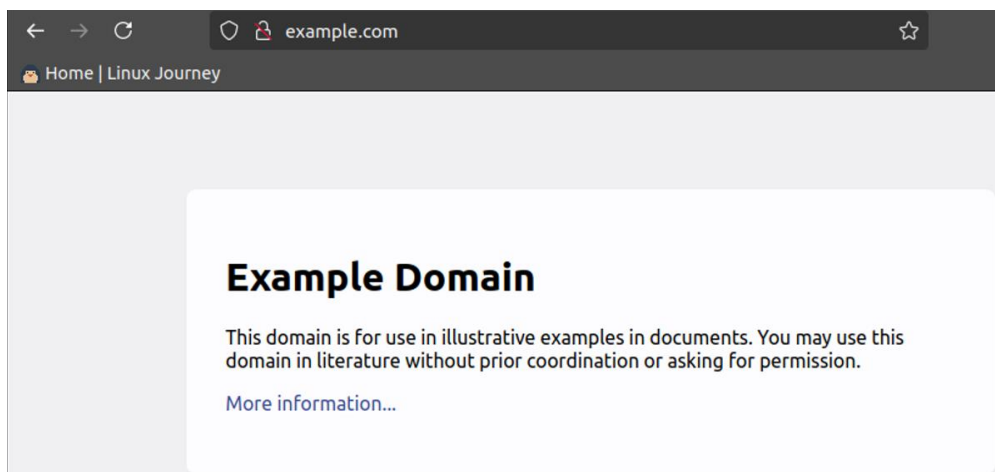 example.com
Home | Linux Journey
Example Domain
This domain is for use in illustrative examples in documents. You may use this
domain in literature without prior coordination or asking for permission.
More information...